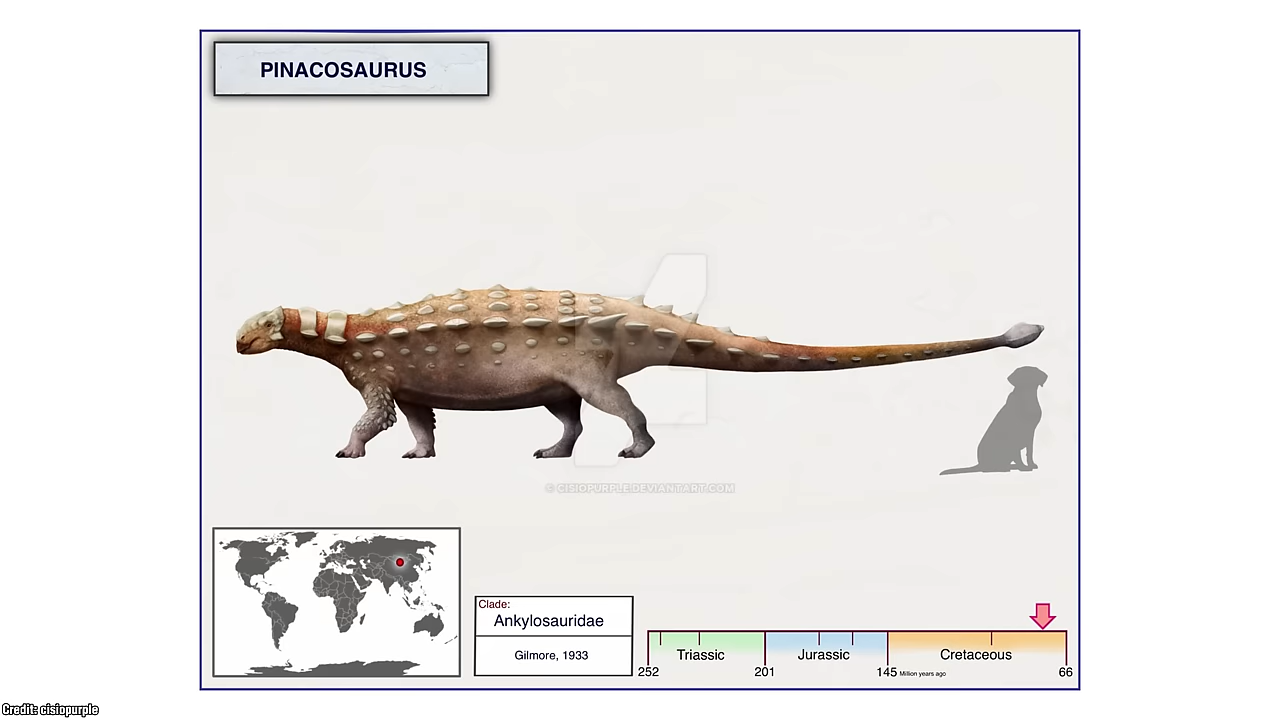 PINACOSAURUS
© CISIOPURPLE.DEVIANTART.COM
Clade:
Ankylosauridae
Gilmore, 1933
Triassic
Jurassic
Cretaceous
252
201
145 Million years ago
66
Credit: cisiopurple